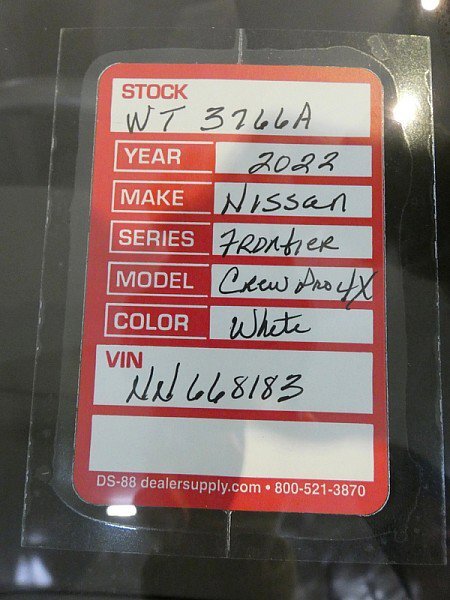 STOCK
WT 3766A
YEAR 2022
MAKE Nissan
SERIES Frontier
MODEL Crew Pro4X
COLOR White
VIN
NN668183
DS-88 dealersupply.com • 800-521-3870